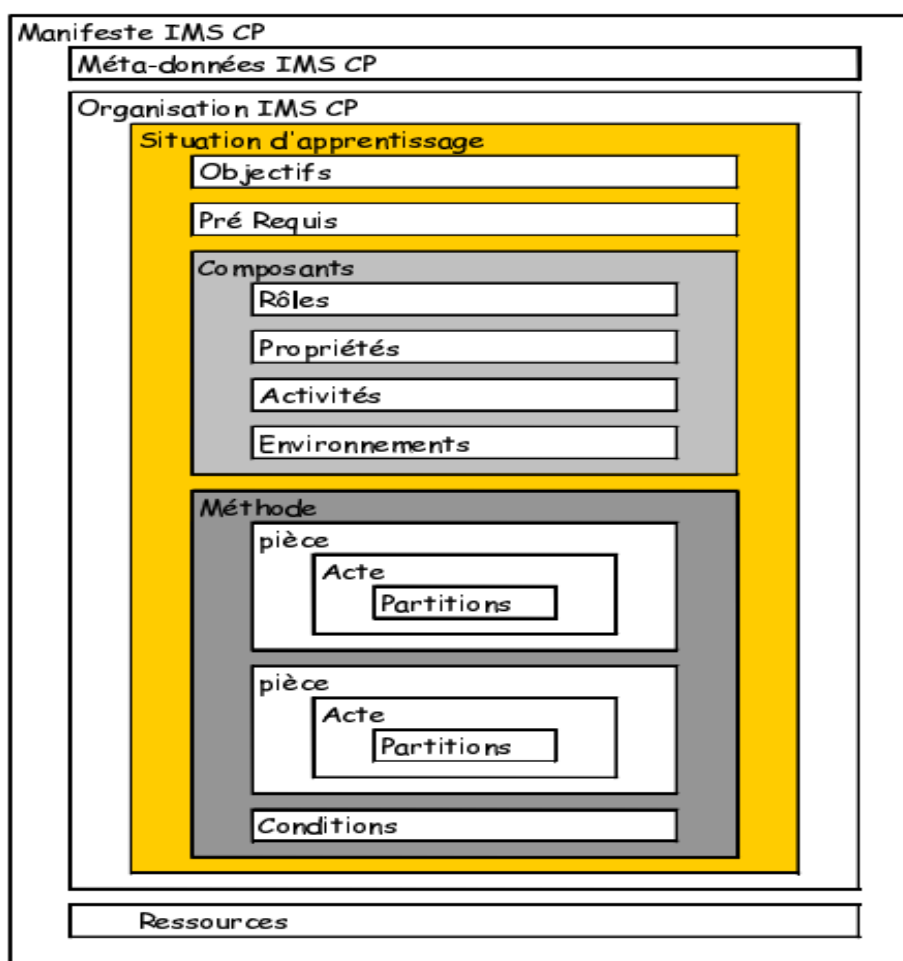 Manifeste IMS CP
Méta-données IMS CP
Organisation IMS CP
Situation d'apprentissage
Objectifs
Pré Requis
Composants
Rôles
Propriétés
Activités
Environnements
Méthode
pièce
Acte
Partitions
pièce
Acte
Partitions
Conditions
Ressources